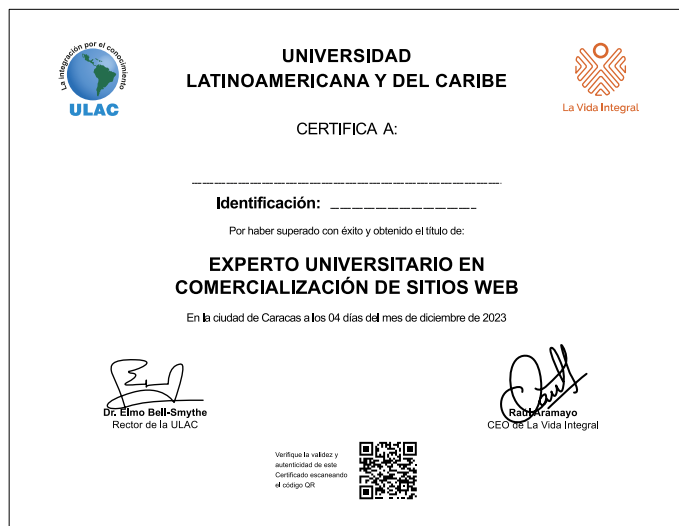 La integración por el conocimiento
ULAC
UNIVERSIDAD
LATINOAMERICANA Y DEL CARIBE
La Vida Integral
CERTIFICA A:
Identificación:
Por haber superado con éxito y obtenido el título de:
EXPERTO UNIVERSITARIO EN
COMERCIALIZACIÓN DE SITIOS WEB
En la ciudad de Caracas a los 04 días del mes de diciembre de 2023
Dr. Elmo Bell-Smythe
Rector de la ULAC
Raúl Aramayo
CEO de La Vida Integral
Verifique la validez y
autenticidad de este
Certificado escaneando
el código QR